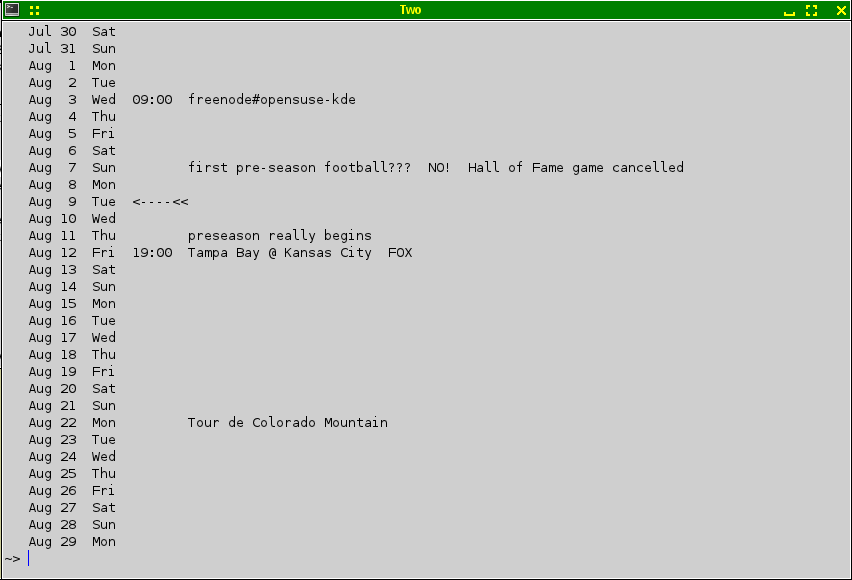 Two
Jul 30  Sat
Jul 31  Sun
Aug  1  Mon
Aug  2  Tue
Aug  3  Wed  09:00  freenode#opensuse-kde
Aug  4  Thu
Aug  5  Fri
Aug  6  Sat
Aug  7  Sun         first pre-season football???  NO!  Hall of Fame game cancelled
Aug  8  Mon
Aug  9  Tue  <----<<
Aug 10  Wed
Aug 11  Thu         preseason really begins
Aug 12  Fri  19:00  Tampa Bay @ Kansas City  FOX
Aug 13  Sat
Aug 14  Sun
Aug 15  Mon
Aug 16  Tue
Aug 17  Wed
Aug 18  Thu
Aug 19  Fri
Aug 20  Sat
Aug 21  Sun
Aug 22  Mon         Tour de Colorado Mountain
Aug 23  Tue
Aug 24  Wed
Aug 25  Thu
Aug 26  Fri
Aug 27  Sat
Aug 28  Sun
Aug 29  Mon
~>